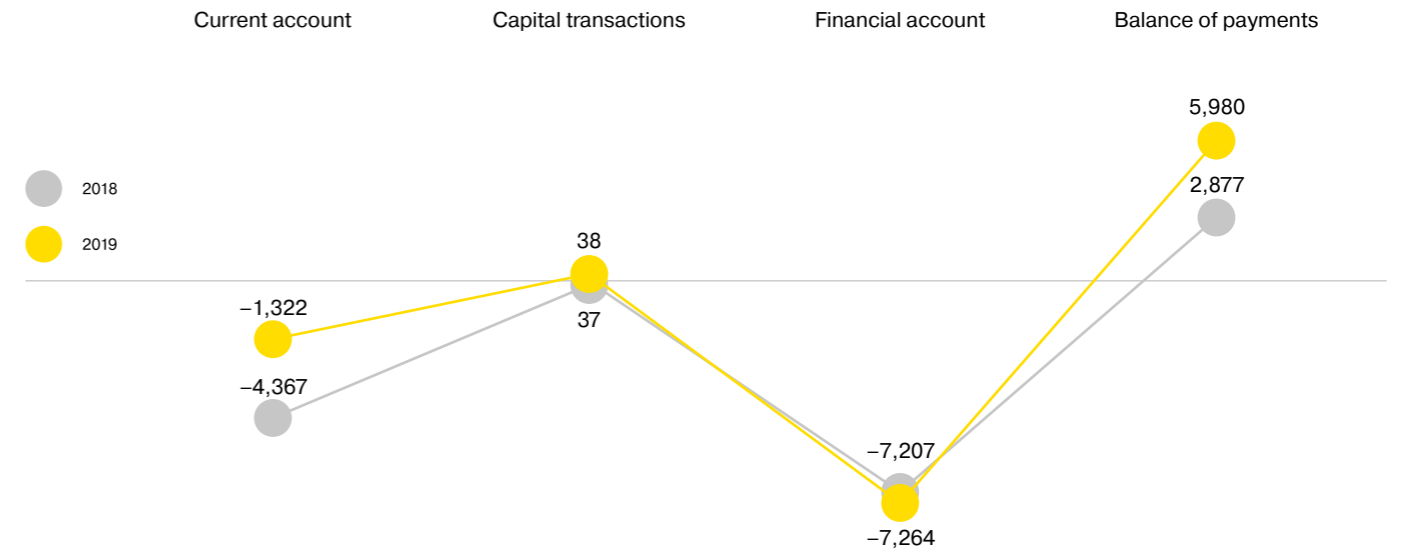 Current account
Capital transactions
Financial account
Balance of payments
5,980
2,877
2018
2019
38
37
−1,322
−4,367
−7,207
−7,264